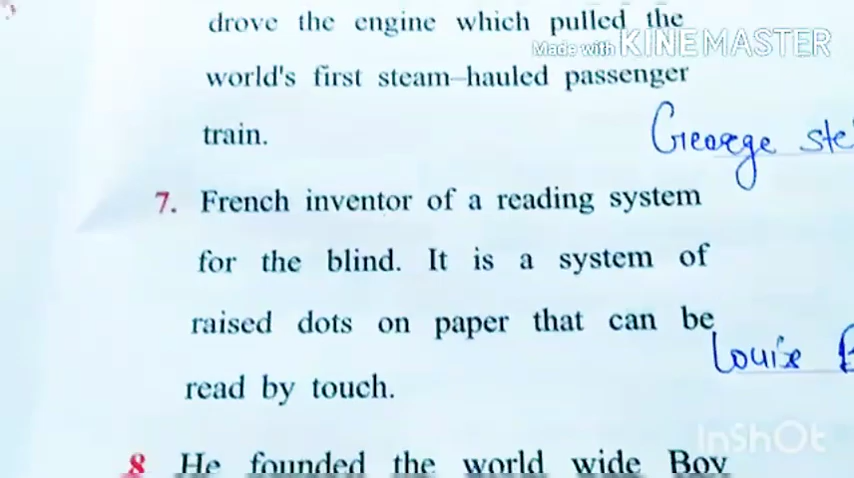 drove the engine which pulled the
Made with KINEMASTER
world's first steam-hauled passenger
train.
George ste
7. French inventor of a reading system
for the blind. It is a system of
raised dots on paper that can be
Louise B
read by touch.
InShOt
8 He founded the world wide Boy